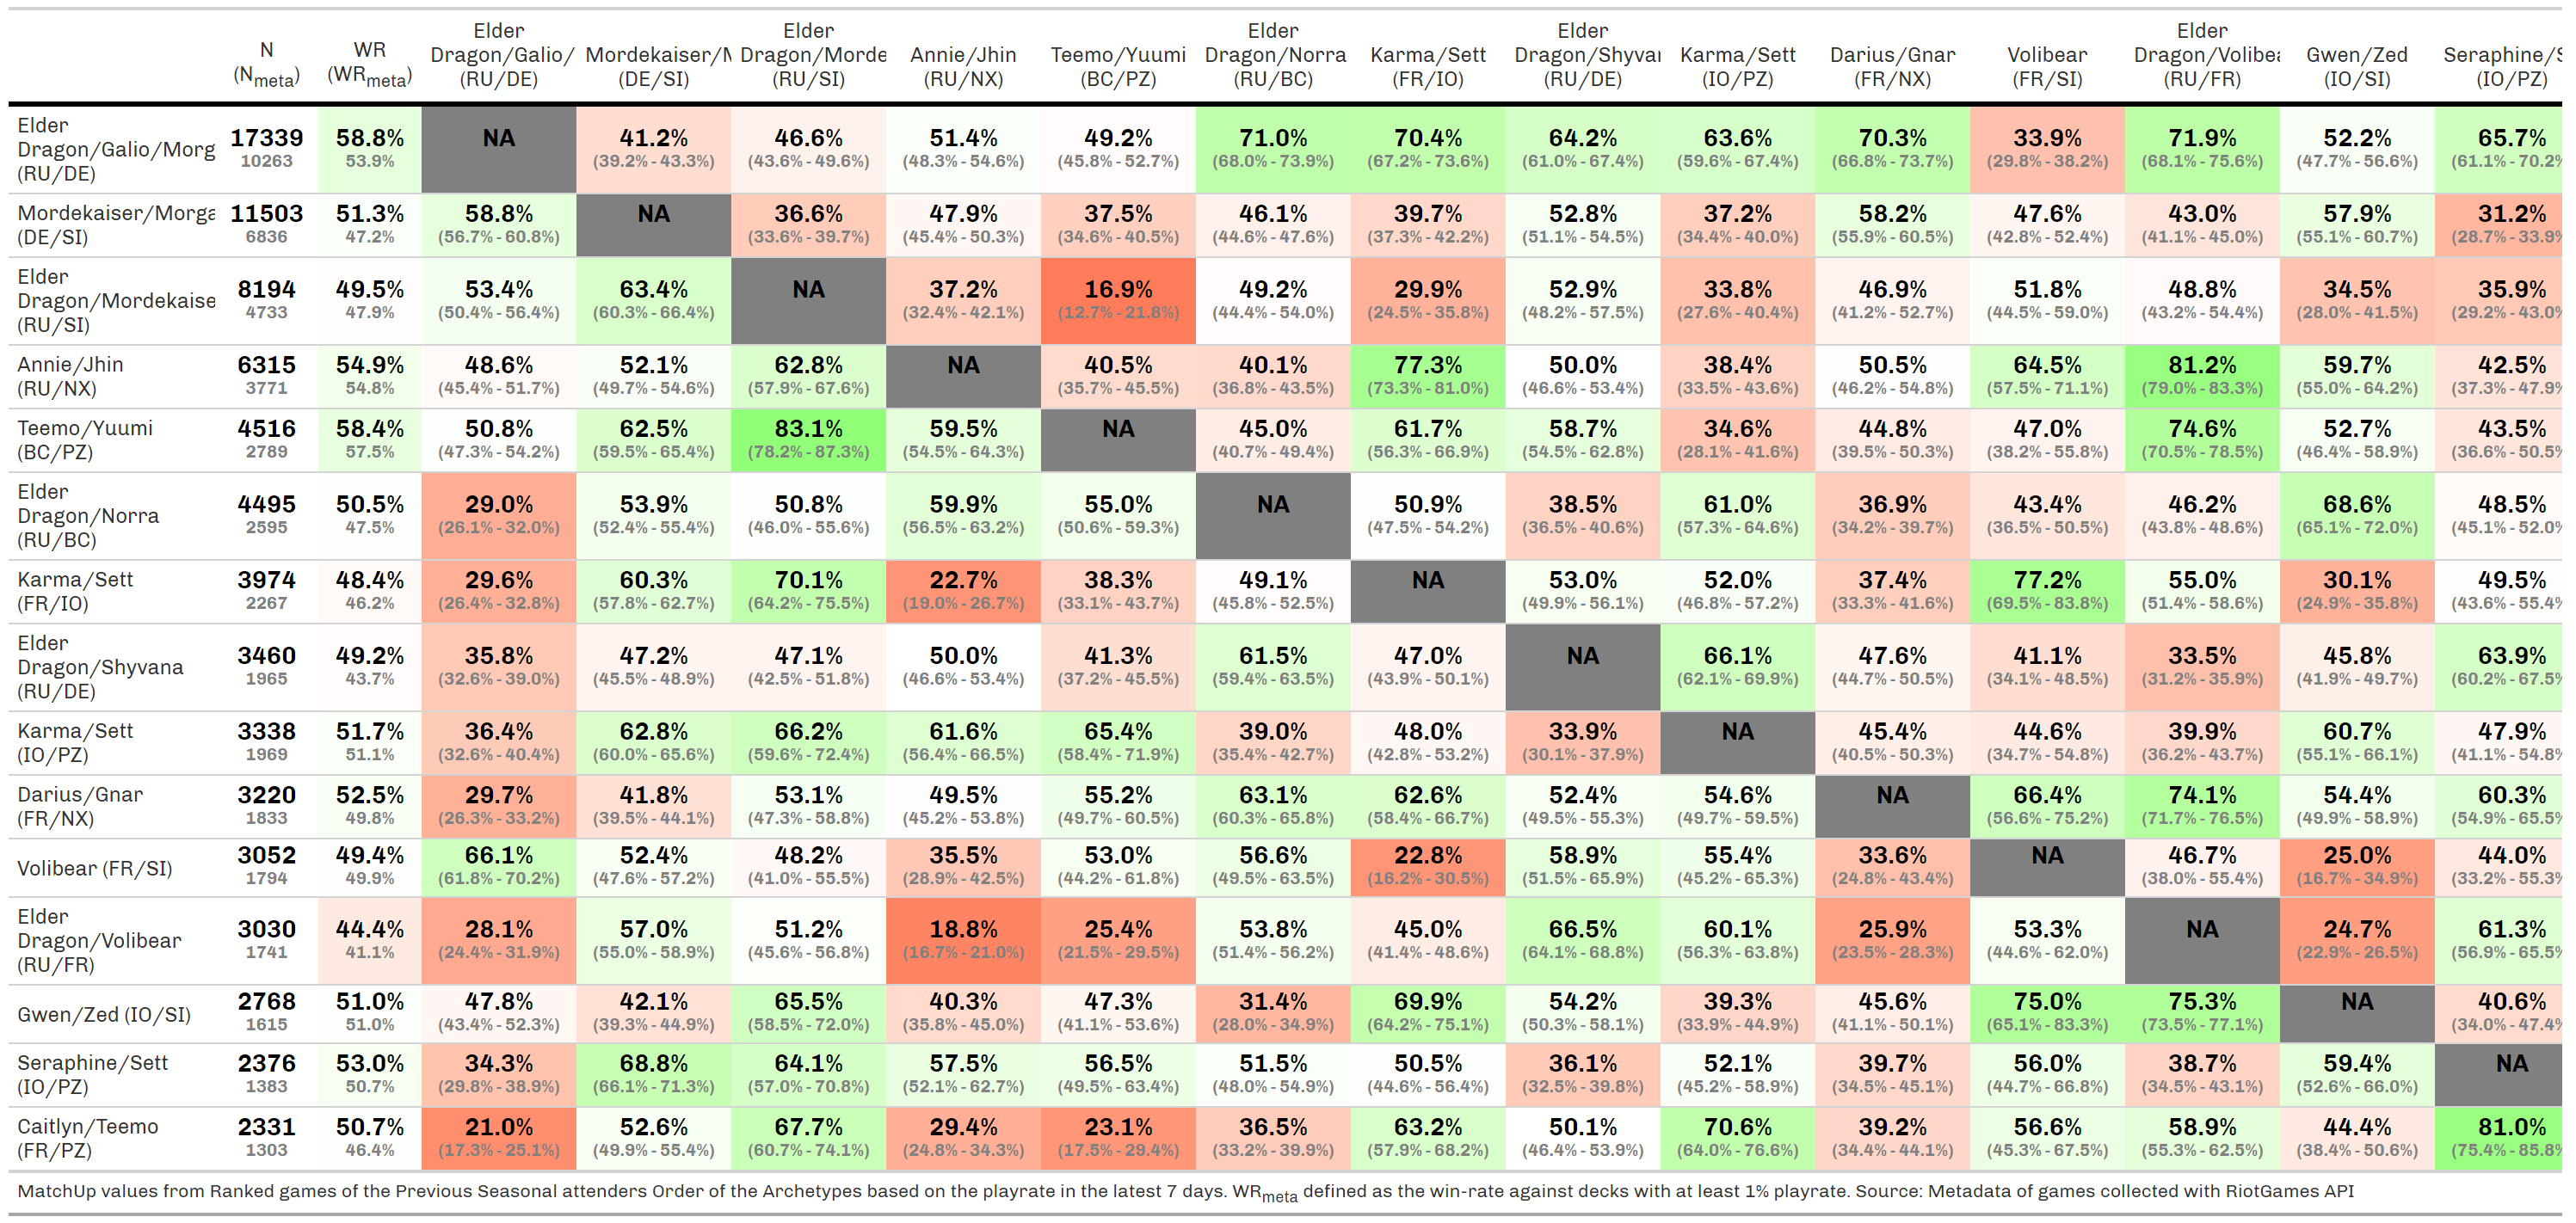 N WR Elder Dragon/Galio/ Mordekaiser/M Elder Dragon/Morde Annie/Jhin Teemo/Yuumi Elder Dragon/Norra Karma/Sett Elder Dragon/Shyvar Karma/Sett Darius/Gnar Volibear Elder Dragon/Volibea Gwen/Zed Seraphine/S
(Nmeta) (WRmeta) (RU/DE) (DE/SI) (RU/SI) (RU/NX) (BC/PZ) (RU/BC) (FR/IO) (RU/DE) (IO/PZ) (FR/NX) (FR/SI) (RU/FR) (IO/SI) (IO/PZ)
Elder
Dragon/Galio/Morg
(RU/DE)
17339 58.8% NA 41.2% 46.6% 51.4% 49.2% 71.0% 70.4% 64.2% 63.6% 70.3% 33.9% 71.9% 52.2% 65.7%
10263 53.9% (39.2% - 43.3%) (43.6% - 49.6%) (48.3% - 54.6%) (45.8% - 52.7%) (68.0% - 73.9%) (67.2% - 73.6%) (61.0% - 67.4%) (59.6% - 67.4%) (66.8% - 73.7%) (29.8% - 38.2%) (68.1% - 75.6%) (47.7% - 56.6%) (61.1% - 70.2%
Mordekaiser/Morga
(DE/SI)
11503 51.3% 58.8% NA 36.6% 47.9% 37.5% 46.1% 39.7% 52.8% 37.2% 58.2% 47.6% 43.0% 57.9% 31.2%
6836 47.2% (56.7% - 60.8%) (33.6% - 39.7%) (45.4% - 50.3%) (34.6% - 40.5%) (44.6% - 47.6%) (37.3% - 42.2%) (51.1% - 54.5%) (34.4% - 40.0%) (55.9% - 60.5%) (42.8% - 52.4%) (41.1% - 45.0%) (55.1% - 60.7%) (28.7% - 33.9%
Elder
Dragon/Mordekaise
(RU/SI)
8194 49.5% 53.4% 63.4% NA 37.2% 16.9% 49.2% 29.9% 52.9% 33.8% 46.9% 51.8% 48.8% 34.5% 35.9%
4733 47.9% (50.4% - 56.4%) (60.3% - 66.4%) (32.4% - 42.1%) (12.7% - 21.8%) (44.4% - 54.0%) (24.5% - 35.8%) (48.2% - 57.5%) (27.6% - 40.4%) (41.2% - 52.7%) (44.5% - 59.0%) (43.2% - 54.4%) (28.0% - 41.5%) (29.2% - 43.0%
Annie/Jhin
(RU/NX)
6315 54.9% 48.6% 52.1% 62.8% NA 40.5% 40.1% 77.3% 50.0% 38.4% 50.5% 64.5% 81.2% 59.7% 42.5%
3771 54.8% (45.4% - 51.7%) (49.7% - 54.6%) (57.9% - 67.6%) (35.7% - 45.5%) (36.8% - 43.5%) (73.3% - 81.0%) (46.6% - 53.4%) (33.5% - 43.6%) (46.2% - 54.8%) (57.5% - 71.1%) (79.0% - 83.3%) (55.0% - 64.2%) (37.3% - 47.9%
Teemo/Yuumi
(BC/PZ)
4516 58.4% 50.8% 62.5% 83.1% 59.5% NA 45.0% 61.7% 58.7% 34.6% 44.8% 47.0% 74.6% 52.7% 43.5%
2789 57.5% (47.3% - 54.2%) (59.5% - 65.4%) (78.2% - 87.3%) (54.5% - 64.3%) (40.7% - 49.4%) (56.3% - 66.9%) (54.5% - 62.8%) (28.1% - 41.6%) (39.5% - 50.3%) (38.2% - 55.8%) (70.5% - 78.5%) (46.4% - 58.9%) (36.6% - 50.5%
Elder
Dragon/Norra
(RU/BC)
4495 50.5% 29.0% 53.9% 50.8% 59.9% 55.0% NA 50.9% 38.5% 61.0% 36.9% 43.4% 46.2% 68.6% 48.5%
2595 47.5% (26.1% - 32.0%) (52.4% - 55.4%) (46.0% - 55.6%) (56.5% - 63.2%) (50.6% - 59.3%) (47.5% - 54.2%) (36.5% - 40.6%) (57.3% - 64.6%) (34.2% - 39.7%) (36.5% - 50.5%) (43.8% - 48.6%) (65.1% - 72.0%) (45.1% - 52.0%
Karma/Sett
(FR/IO)
3974 48.4% 29.6% 60.3% 70.1% 22.7% 38.3% 49.1% NA 53.0% 52.0% 37.4% 77.2% 55.0% 30.1% 49.5%
2267 46.2% (26.4% - 32.8%) (57.8% - 62.7%) (64.2% - 75.5%) (19.0% - 26.7%) (33.1% - 43.7%) (45.8% - 52.5%) (49.9% - 56.1%) (46.8% - 57.2%) (33.3% - 41.6%) (69.5% - 83.8%) (51.4% - 58.6%) (24.9% - 35.8%) (43.6% - 55.4%
Elder
Dragon/Shyvana
(RU/DE)
3460 49.2% 35.8% 47.2% 47.1% 50.0% 41.3% 61.5% 47.0% NA 66.1% 47.6% 41.1% 33.5% 45.8% 63.9%
1965 43.7% (32.6% - 39.0%) (45.5% - 48.9%) (42.5% - 51.8%) (46.6% - 53.4%) (37.2% - 45.5%) (59.4% - 63.5%) (43.9% - 50.1%) (62.1% - 69.9%) (44.7% - 50.5%) (34.1% - 48.5%) (31.2% - 35.9%) (41.9% - 49.7%) (60.2% - 67.5%
Karma/Sett
(IO/PZ)
3338 51.7% 36.4% 62.8% 66.2% 61.6% 65.4% 39.0% 48.0% 33.9% NA 45.4% 44.6% 39.9% 60.7% 47.9%
1969 51.1% (32.6% - 40.4%) (60.0% - 65.6%) (59.6% - 72.4%) (56.4% - 66.5%) (58.4% - 71.9%) (35.4% - 42.7%) (42.8% - 53.2%) (30.1% - 37.9%) (40.5% - 50.3%) (34.7% - 54.8%) (36.2% - 43.7%) (55.1% - 66.1%) (41.1% - 54.8%
Darius/Gnar
(FR/NX)
3220 52.5% 29.7% 41.8% 53.1% 49.5% 55.2% 63.1% 62.6% 52.4% 54.6% NA 66.4% 74.1% 54.4% 60.3%
1833 49.8% (26.3% - 33.2%) (39.5% - 44.1%) (47.3% - 58.8%) (45.2% - 53.8%) (49.7% - 60.5%) (60.3% - 65.8%) (58.4% - 66.7%) (49.5% - 55.3%) (49.7% - 59.5%) (56.6% - 75.2%) (71.7% - 76.5%) (49.9% - 58.9%) (54.9% - 65.5%
Volibear (FR/SI)
3052 49.4% 66.1% 52.4% 48.2% 35.5% 53.0% 56.6% 22.8% 58.9% 55.4% 33.6% NA 46.7% 25.0% 44.0%
1794 49.9% (61.8% - 70.2%) (47.6% - 57.2%) (41.0% - 55.5%) (28.9% - 42.5%) (44.2% - 61.8%) (49.5% - 63.5%) (16.2% - 30.5%) (51.5% - 65.9%) (45.2% - 65.3%) (24.8% - 43.4%) (38.0% - 55.4%) (16.7% - 34.9%) (33.2% - 55.3%
Elder
Dragon/Volibear
(RU/FR)
3030 44.4% 28.1% 57.0% 51.2% 18.8% 25.4% 53.8% 45.0% 66.5% 60.1% 25.9% 53.3% NA 24.7% 61.3%
1741 41.1% (24.4% - 31.9%) (55.0% - 58.9%) (45.6% - 56.8%) (16.7% - 21.0%) (21.5% - 29.5%) (51.4% - 56.2%) (41.4% - 48.6%) (64.1% - 68.8%) (56.3% - 63.8%) (23.5% - 28.3%) (44.6% - 62.0%) (22.9% - 26.5%) (56.9% - 65.5%
Gwen/Zed (IO/SI)
2768 51.0% 47.8% 42.1% 65.5% 40.3% 47.3% 31.4% 69.9% 54.2% 39.3% 45.6% 75.0% 75.3% NA 40.6%
1615 51.0% (43.4% - 52.3%) (39.3% - 44.9%) (58.5% - 72.0%) (35.8% - 45.0%) (41.1% - 53.6%) (28.0% - 34.9%) (64.2% - 75.1%) (50.3% - 58.1%) (33.9% - 44.9%) (41.1% - 50.1%) (65.1% - 83.3%) (73.5% - 77.1%) (34.0% - 47.4%
Seraphine/Sett
(IO/PZ)
2376 53.0% 34.3% 68.8% 64.1% 57.5% 56.5% 51.5% 50.5% 36.1% 52.1% 39.7% 56.0% 38.7% 59.4% NA
1383 50.7% (29.8% - 38.9%) (66.1% - 71.3%) (57.0% - 70.8%) (52.1% - 62.7%) (49.5% - 63.4%) (48.0% - 54.9%) (44.6% - 56.4%) (32.5% - 39.8%) (45.2% - 58.9%) (34.5% - 45.1%) (44.7% - 66.8%) (34.5% - 43.1%) (52.6% - 66.0%)
Caitlyn/Teemo
(FR/PZ)
2331 50.7% 21.0% 52.6% 67.7% 29.4% 23.1% 36.5% 63.2% 50.1% 70.6% 39.2% 56.6% 58.9% 44.4% 81.0%
1303 46.4% (17.3% - 25.1%) (49.9% - 55.4%) (60.7% - 74.1%) (24.8% - 34.3%) (17.5% - 29.4%) (33.2% - 39.9%) (57.9% - 68.2%) (46.4% - 53.9%) (64.0% - 76.6%) (34.4% - 44.1%) (45.3% - 67.5%) (55.3% - 62.5%) (38.4% - 50.6%) (75.4% - 85.8%
MatchUp values from Ranked games of the Previous Seasonal attenders Order of the Archetypes based on the playrate in the latest 7 days. WRmeta defined as the win-rate against decks with at least 1% playrate. Source: Metadata of games collected with RiotGames API